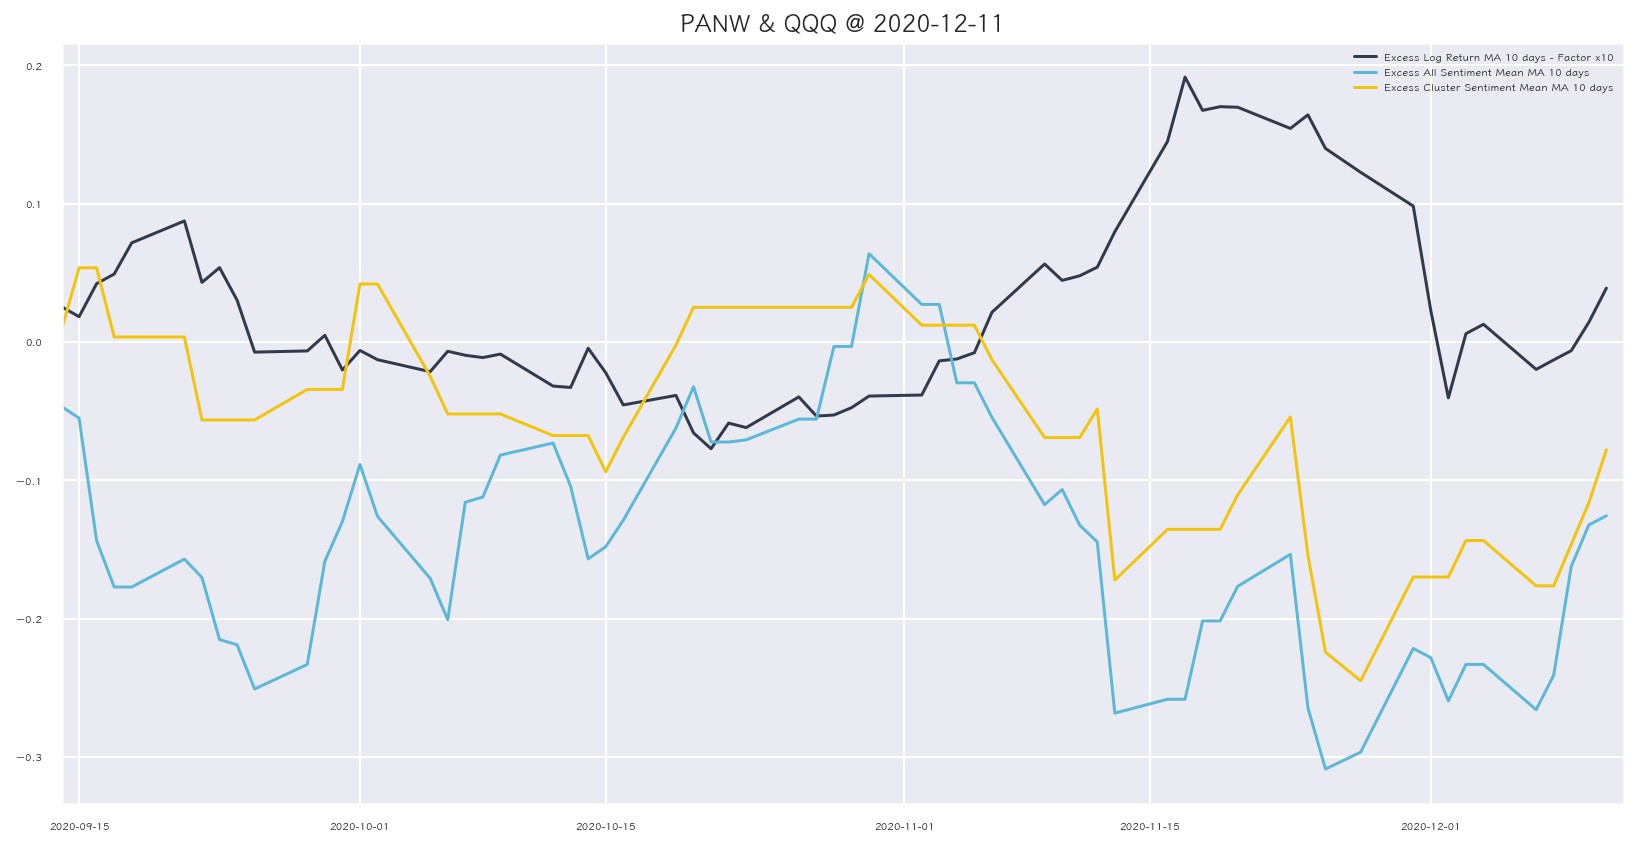 PANW & QQQ @ 2020-12-11
Excess Log Return MA 10 days - Factor x10
Excess All Sentiment Mean MA 10 days
Excess Cluster Sentiment Mean MA 10 days
0.2
0.1
0.0
−0.1
−0.2
−0.3
2020-09-15 2020-10-01 2020-10-15 2020-11-01 2020-11-15 2020-12-01